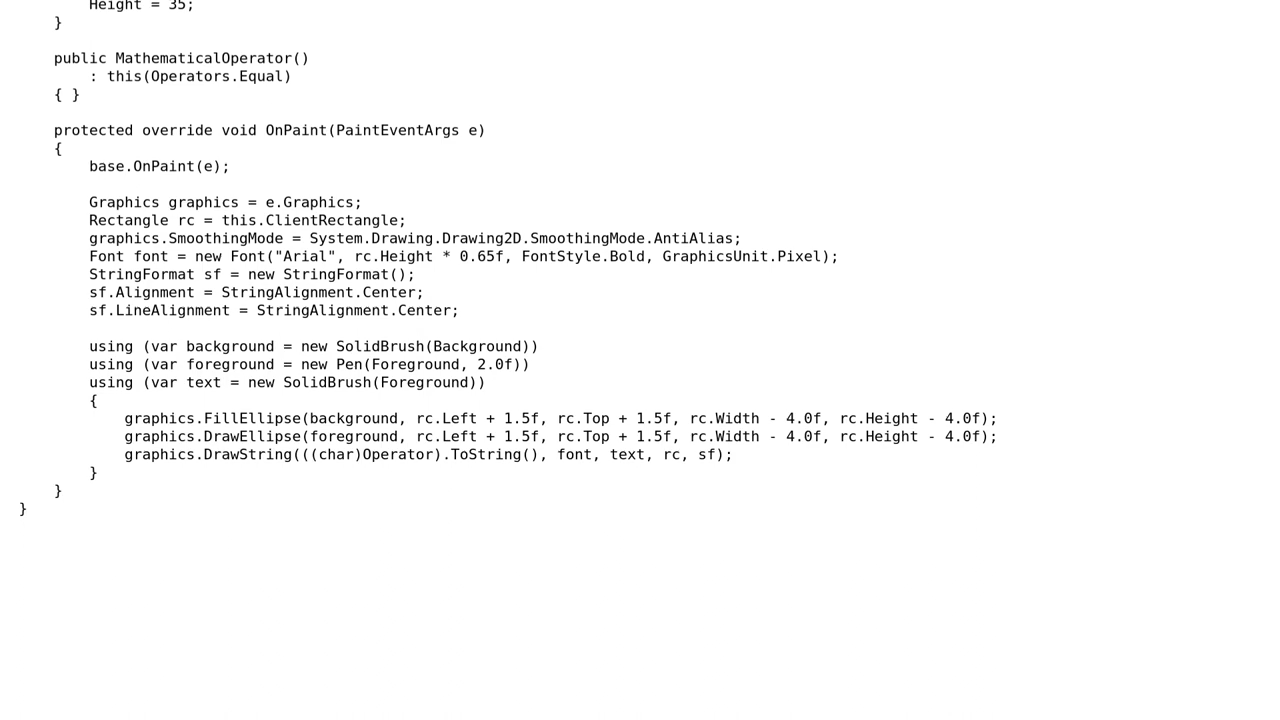 Height = 35;
    }

    public MathematicalOperator()
        : this(Operators.Equal)
    { }

    protected override void OnPaint(PaintEventArgs e)
    {
        base.OnPaint(e);

        Graphics graphics = e.Graphics;
        Rectangle rc = this.ClientRectangle;
        graphics.SmoothingMode = System.Drawing.Drawing2D.SmoothingMode.AntiAlias;
        Font font = new Font("Arial", rc.Height * 0.65f, FontStyle.Bold, GraphicsUnit.Pixel);
        StringFormat sf = new StringFormat();
        sf.Alignment = StringAlignment.Center;
        sf.LineAlignment = StringAlignment.Center;

        using (var background = new SolidBrush(Background))
        using (var foreground = new Pen(Foreground, 2.0f))
        using (var text = new SolidBrush(Foreground))
        {
            graphics.FillEllipse(background, rc.Left + 1.5f, rc.Top + 1.5f, rc.Width - 4.0f, rc.Height - 4.0f);
            graphics.DrawEllipse(foreground, rc.Left + 1.5f, rc.Top + 1.5f, rc.Width - 4.0f, rc.Height - 4.0f);
            graphics.DrawString(((char)Operator).ToString(), font, text, rc, sf);
        }
    }
}